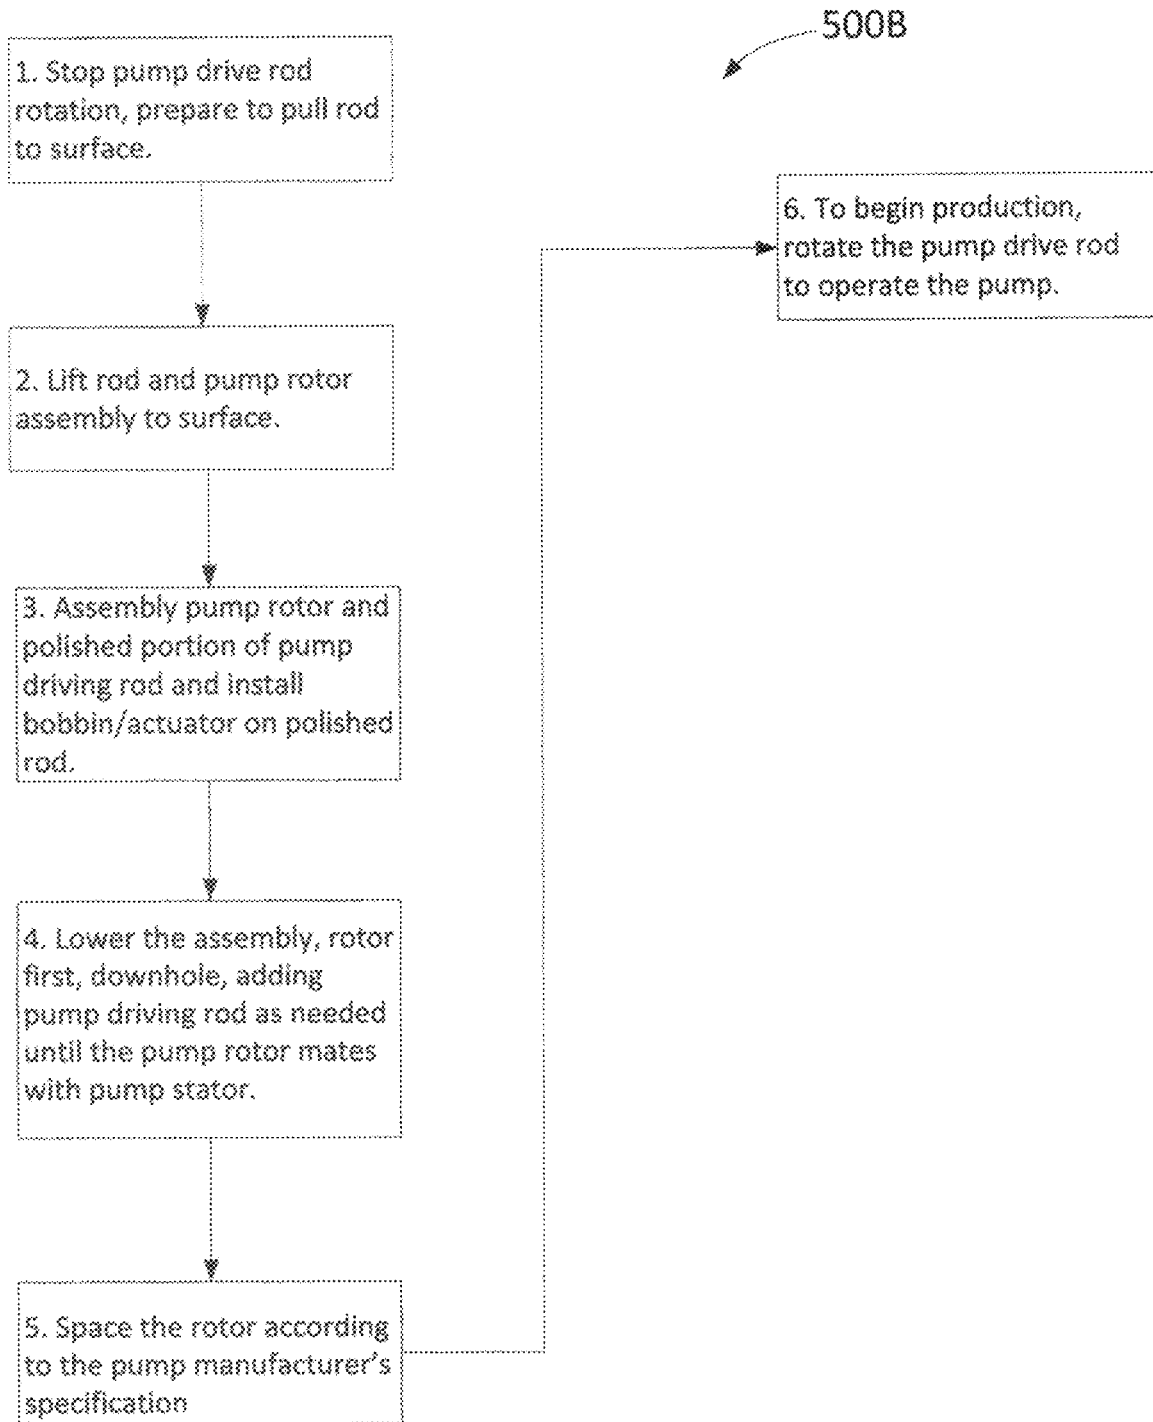 500B
1. Stop pump drive rod
rotation, prepare to pull rod
to surface.
2. Lift rod and pump rotor
assembly to surface.
3. Assembly pump rotor and
polished portion of pump
driving rod and install
bobbin/actuator on polished
rod.
4. Lower the assembly, rotor
first, downhole, adding
pump driving rod as needed
until the pump rotor mates
with pump stator.
5. Space the rotor according
to the pump manufacturer's
specification
6. To begin production,
rotate the pump drive rod
to operate the pump.